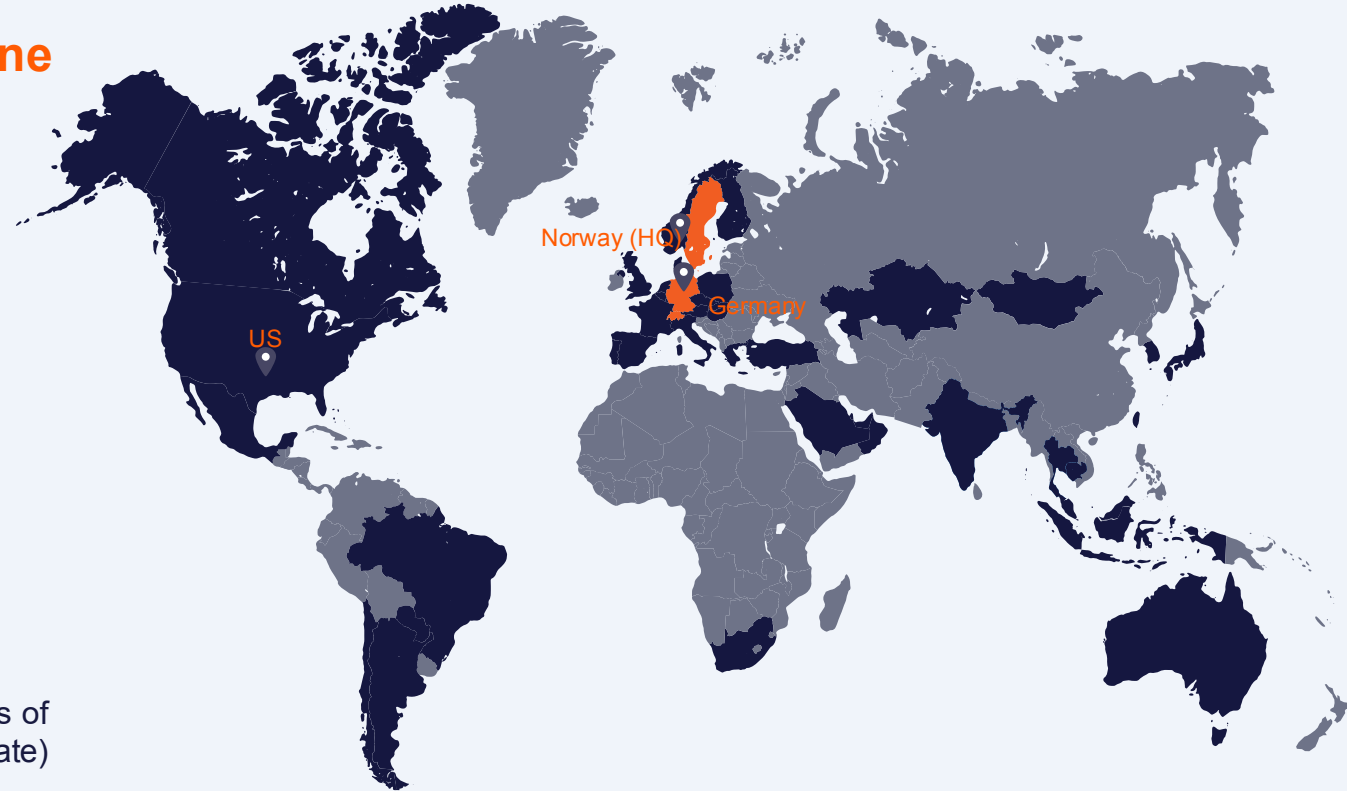 ne
Norway (HQ)
Germany
US
s of
ate)